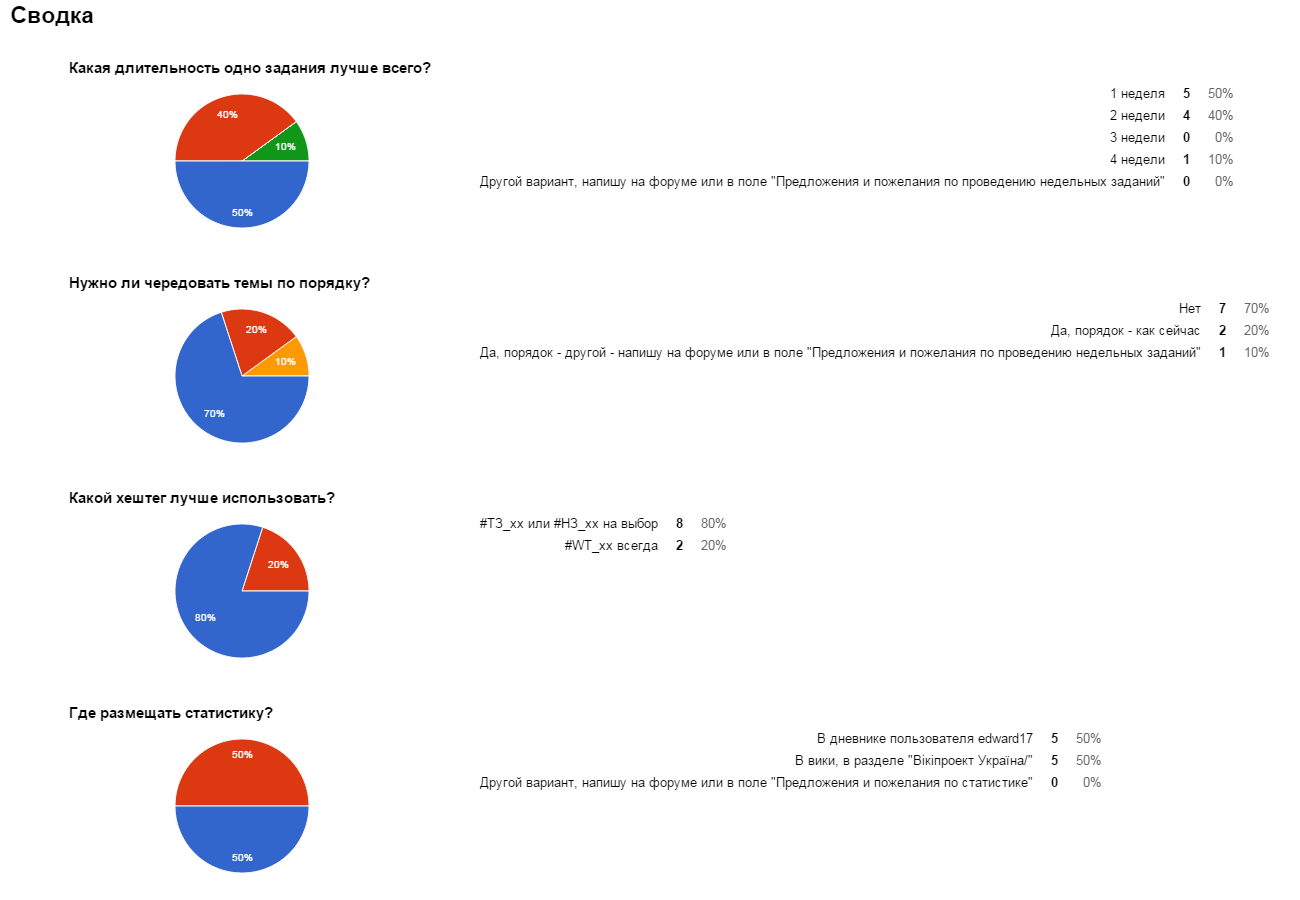 Сводка
Какая длительность одно задания лучше всего?
40%
10%
50%
1 неделя 5 50%
2 недели 4 40%
3 недели 0 0%
4 недели 1 10%
Другой вариант, напишу на форуме или в поле "Предложения и пожелания по проведению недельных заданий" 0 0%
Нужно ли чередовать темы по порядку?
20%
10%
70%
Нет 7 70%
Да, порядок - как сейчас 2 20%
Да, порядок - другой - напишу на форуме или в поле "Предложения и пожелания по проведению недельных заданий" 1 10%
Какой хештег лучше использовать?
20%
80%
#ТЗ_xx или #НЗ_xx на выбор 8 80%
#WT_xx всегда 2 20%
Где размещать статистику?
50%
50%
В дневнике пользователя edward17 5 50%
В вики, в разделе "Вікіпроект Україна/" 5 50%
Другой вариант, напишу на форуме или в поле "Предложения и пожелания по статистике" 0 0%